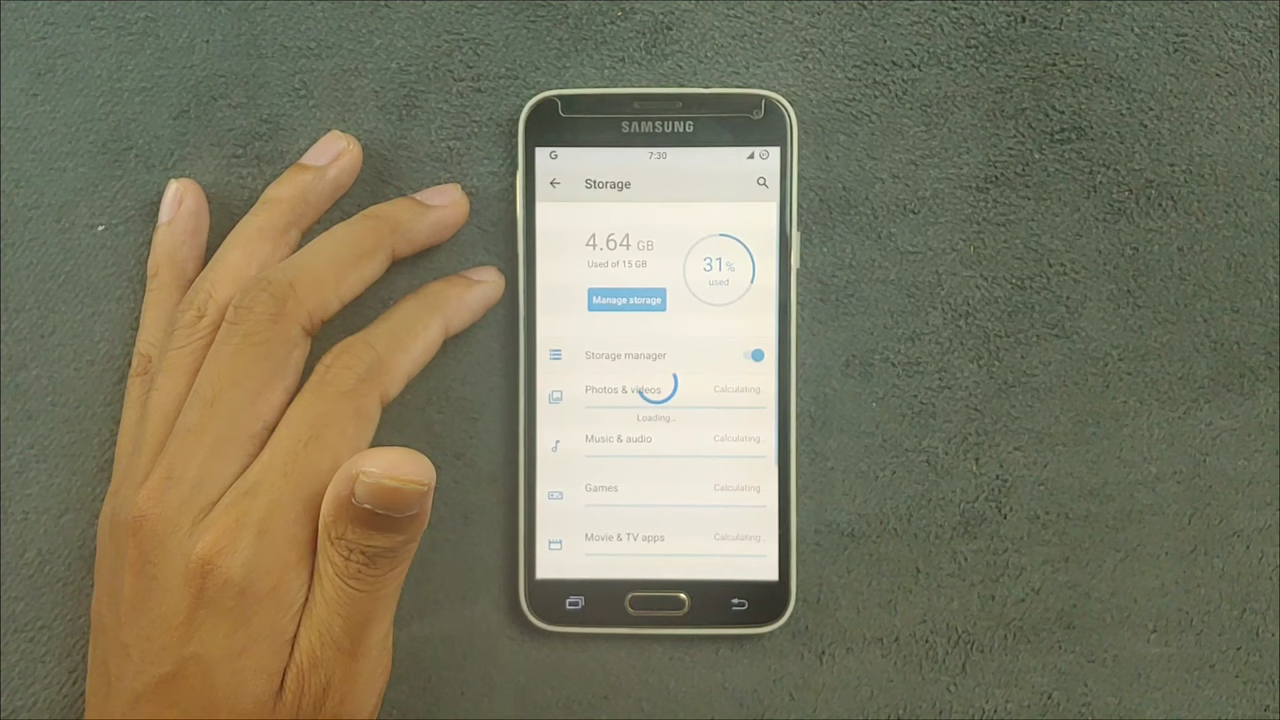 SAMSUNG
G 7:30
Storage
4.64 GB
Used of 15 GB
31%
used
Manage storage
Storage manager
Photos & videos Calculating..
Loading...
Music & audio Calculating..
Games Calculating..
Movie & TV apps Calculating..